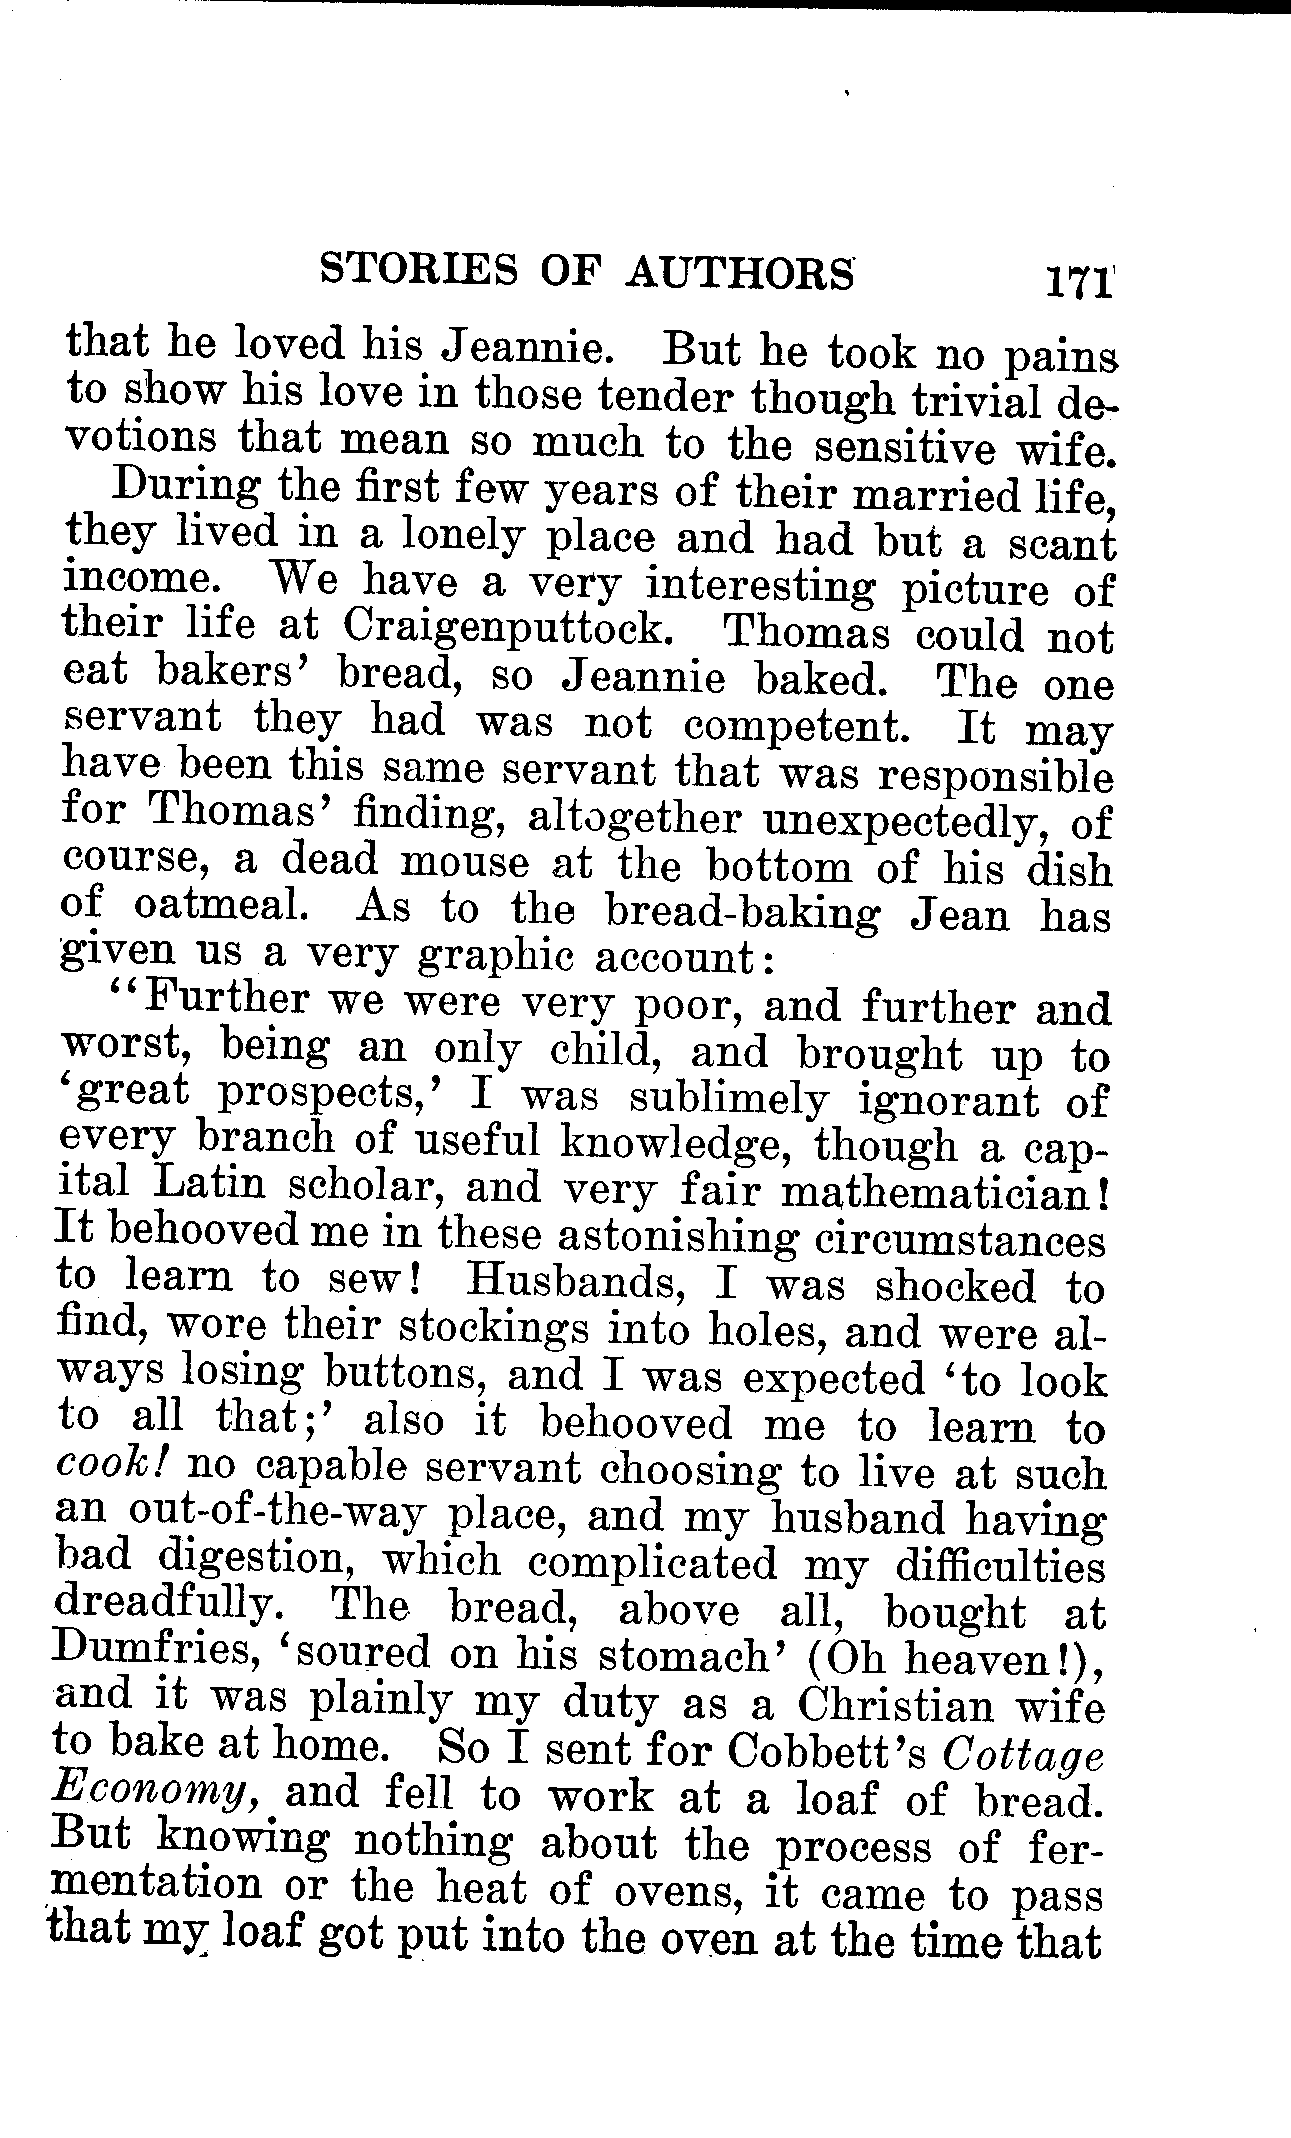 STORIES OF AUTHORS 171
that he loved his Jeannie. But he took no pains
to show his love in those tender though trivial de-
votions that mean so much to the sensitive wife.
During the first few years of their married life,
they lived in a lonely place and had but a scant
income. We have a very interesting picture of
their life at Craigenputtock. Thomas could not
eat bakers' bread, so Jeannie baked. The one
servant they had was not competent. It may
have been this same servant that was responsible
for Thomas' finding, altogether unexpectedly, of
course, a dead mouse at the bottom of his dish
of oatmeal. As to the bread-baking Jean has
given us a very graphic account:
"Further we were very poor, and further and
worst, being an only child, and brought up to
'great prospects,' I was sublimely ignorant of
every branch of useful knowledge, though a cap-
ital Latin scholar, and very fair mathematician!
It behooved me in these astonishing circumstances
to learn to sew! Husbands, I was shocked to
find, wore their stockings into holes, and were al-
ways losing buttons, and I was expected 'to look
to all that;' also it behooved me to learn to
cook! no capable servant choosing to live at such
an out-of-the-way place, and my husband having
bad digestion, which complicated my difficulties
dreadfully. The bread, above all, bought at
Dumfries, 'soured on his stomach' (Oh heaven!),
and it was plainly my duty as a Christian wife
to bake at home. So I sent for Cobbett's Cottage
Economy, and fell to work at a loaf of bread.
But knowing nothing about the process of fer-
mentation or the heat of ovens, it came to pass
that my loaf got put into the oven at the time that